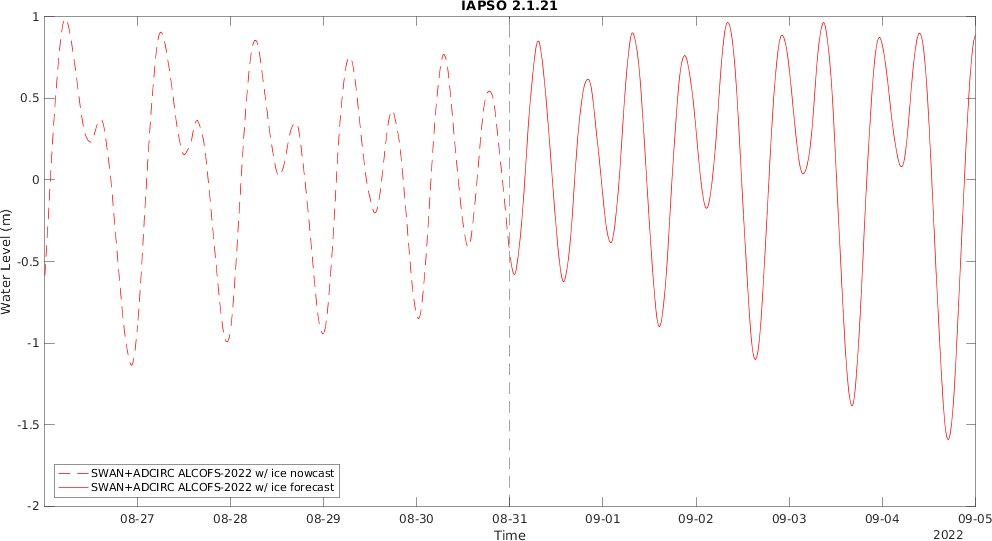 IAPSO 2.1.21
1
0.5
0
-0.5
-1
-1.5
-2
Water Level (m)
SWAN+ADCIRC ALCOFS-2022 w/ ice nowcast
SWAN+ADCIRC ALCOFS-2022 w/ ice forecast
08-27 08-28 08-29 08-30 08-31 09-01 09-02 09-03 09-04 09-05
Time
2022